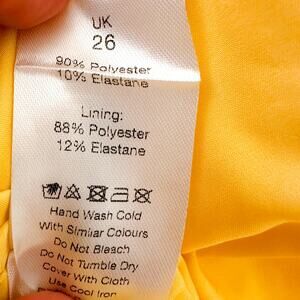 UK
26
90% Polyester
10% Elastane
Lining:
88% Polyester
12% Elastane
Hand Wash Cold
With Similar Colours
Do Not Bleach
Do Not Tumble Dry
Cover With Cloth
Use Cool Iron